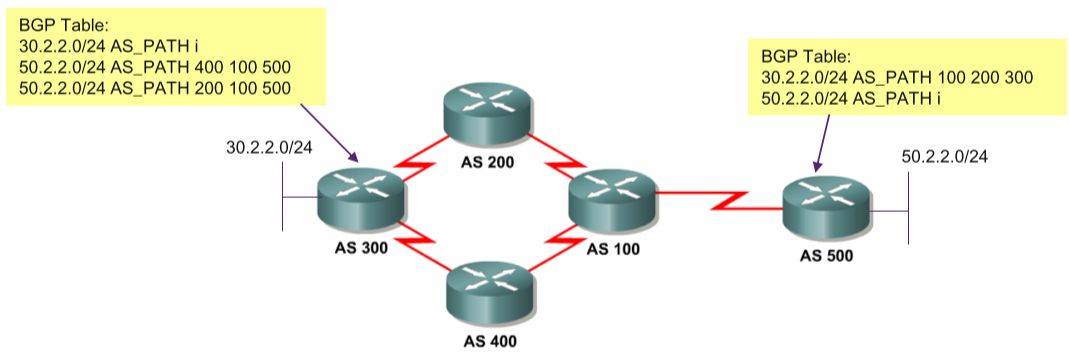 BGP Table:
30.2.2.0/24 AS_PATH i
50.2.2.0/24 AS_PATH 400 100 500
50.2.2.0/24 AS_PATH 200 100 500
BGP Table:
30.2.2.0/24 AS_PATH 100 200 300
50.2.2.0/24 AS_PATH i
30.2.2.0/24
AS 200
50.2.2.0/24
AS 300
AS 100
AS 500
AS 400